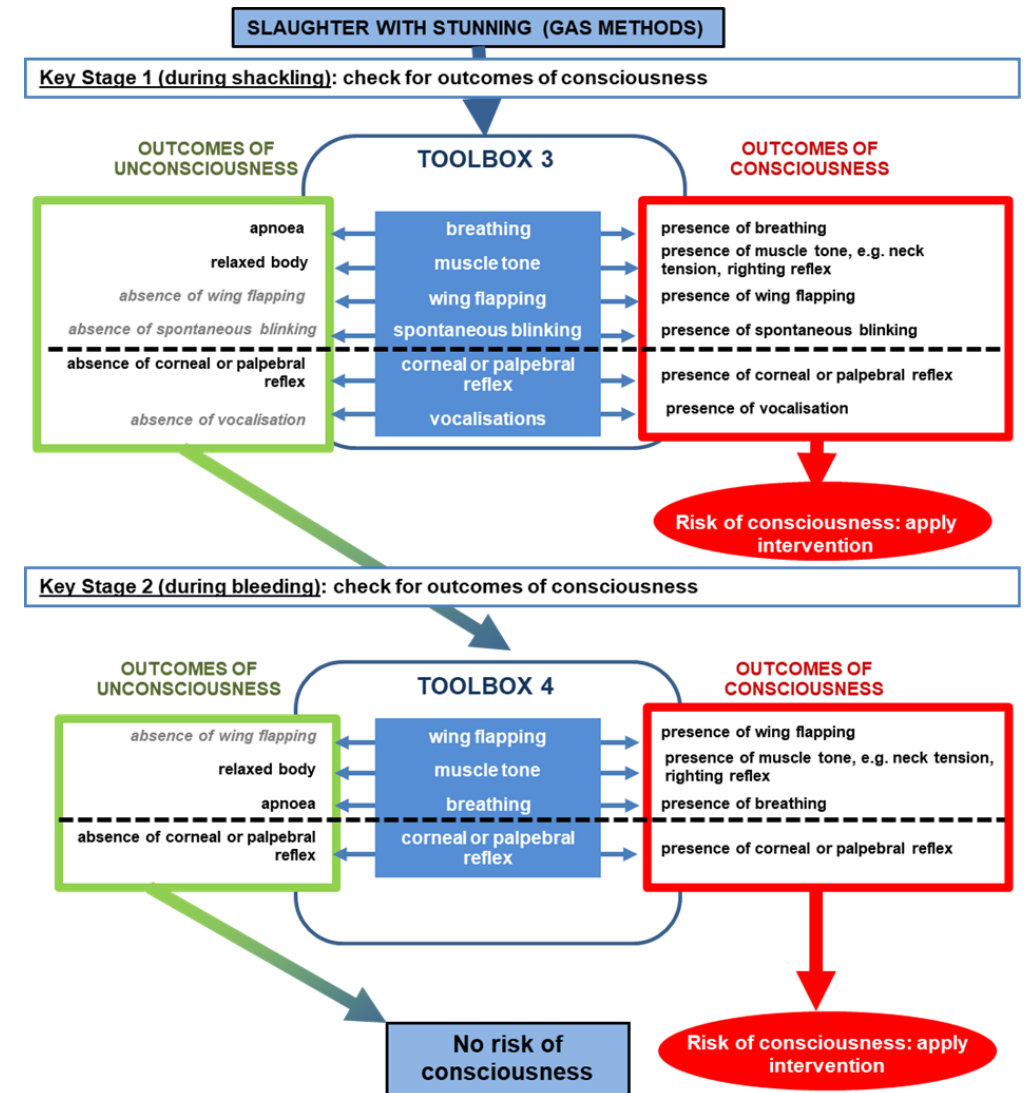 SLAUGHTER WITH STUNNING (GAS METHODS)
Key Stage 1 (during shackling): check for outcomes of consciousness
OUTCOMES OF
UNCONSCIOUSNESS
TOOLBOX 3
OUTCOMES OF
CONSCIOUSNESS
apnoea
breathing
presence of breathing
relaxed body
muscle tone
presence of muscle tone, e.g. neck
tension, righting reflex
absence of wing flapping
wing flapping
presence of wing flapping
absence of spontaneous blinking
spontaneous blinking
presence of spontaneous blinking
absence of corneal or palpebral
reflex
corneal or palpebral
reflex
presence of corneal or palpebral reflex
absence of vocalisation
vocalisations
presence of vocalisation
Risk of consciousness: apply
intervention
Key Stage 2 (during bleeding): check for outcomes of consciousness
OUTCOMES OF
UNCONSCIOUSNESS
TOOLBOX 4
OUTCOMES OF
CONSCIOUSNESS
absence of wing flapping
wing flapping
presence of wing flapping
relaxed body
muscle tone
presence of muscle tone, e.g. neck tension,
righting reflex
apnoea
breathing
presence of breathing
absence of corneal or palpebral
reflex
corneal or palpebral
reflex
presence of corneal or palpebral reflex
No risk of
consciousness
Risk of consciousness: apply
intervention